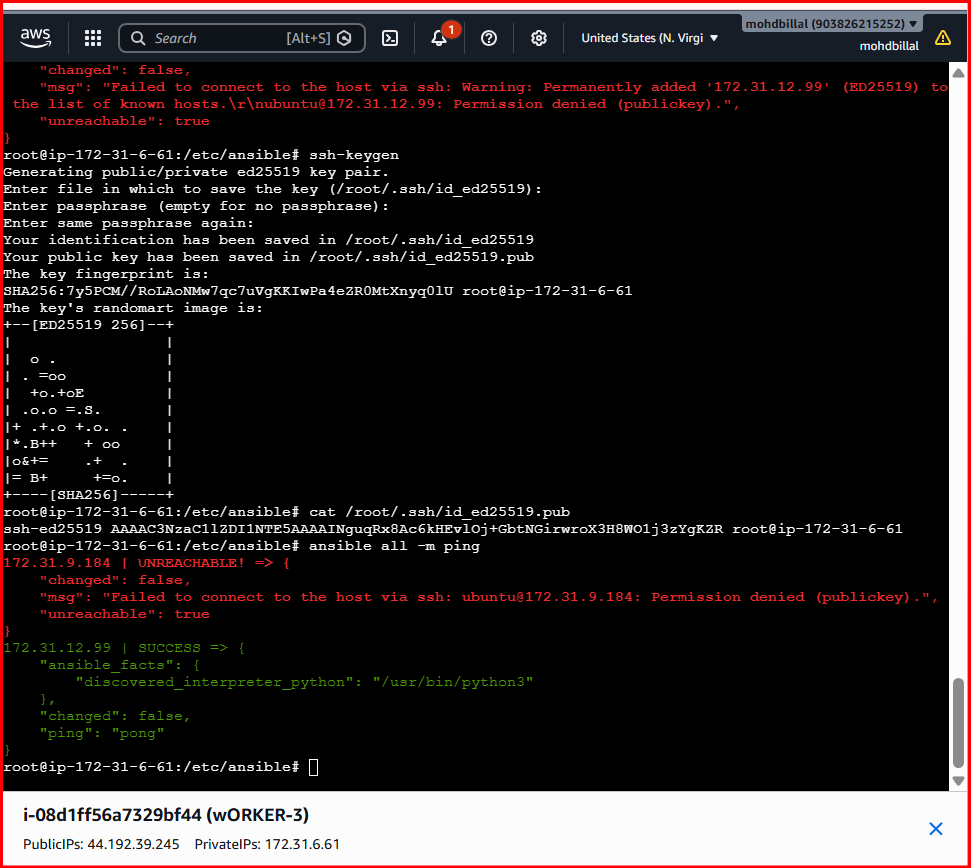 aws
Search [Alt+S]
1
United States (N. Virgi
mohdbillal (903826215252)
mohdbillal
"changed": false,
"msg": "Failed to connect to the host via ssh: Warning: Permanently added '172.31.12.99' (ED25519) to
the list of known hosts.\r\nubuntu@172.31.12.99: Permission denied (publickey).",
"unreachable": true
}
root@ip-172-31-6-61:/etc/ansible# ssh-keygen
Generating public/private ed25519 key pair.
Enter file in which to save the key (/root/.ssh/id_ed25519):
Enter passphrase (empty for no passphrase):
Enter same passphrase again:
Your identification has been saved in /root/.ssh/id_ed25519
Your public key has been saved in /root/.ssh/id_ed25519.pub
The key fingerprint is:
SHA256:7y5PCM//RoLAoNMw7qc7uVgKKIwPa4eZR0MtXnyq0lU root@ip-172-31-6-61
The key's randomart image is:
+--[ED25519 256]--+
|                 |
|  o .            |
| . =oo           |
|  +o.+oE         |
| .o.o =.S.       |
|+ .+.o +.o. .    |
|*.B++   + oo     |
|o&+=    .+  .    |
|= B+     +=o.    |
+----[SHA256]-----+
root@ip-172-31-6-61:/etc/ansible# cat /root/.ssh/id_ed25519.pub
ssh-ed25519 AAAAC3NzaC1lZDI1NTE5AAAAINguqRx8Ac6kHEvlOj+GbtNGirwroX3H8WO1j3zYgKZR root@ip-172-31-6-61
root@ip-172-31-6-61:/etc/ansible# ansible all -m ping
172.31.9.184 | UNREACHABLE! => {
"changed": false,
"msg": "Failed to connect to the host via ssh: ubuntu@172.31.9.184: Permission denied (publickey).",
"unreachable": true
}
172.31.12.99 | SUCCESS => {
"ansible_facts": {
"discovered_interpreter_python": "/usr/bin/python3"
},
"changed": false,
"ping": "pong"
}
root@ip-172-31-6-61:/etc/ansible#
i-08d1ff56a7329bf44 (wORKER-3)
PublicIPs: 44.192.39.245 PrivateIPs: 172.31.6.61